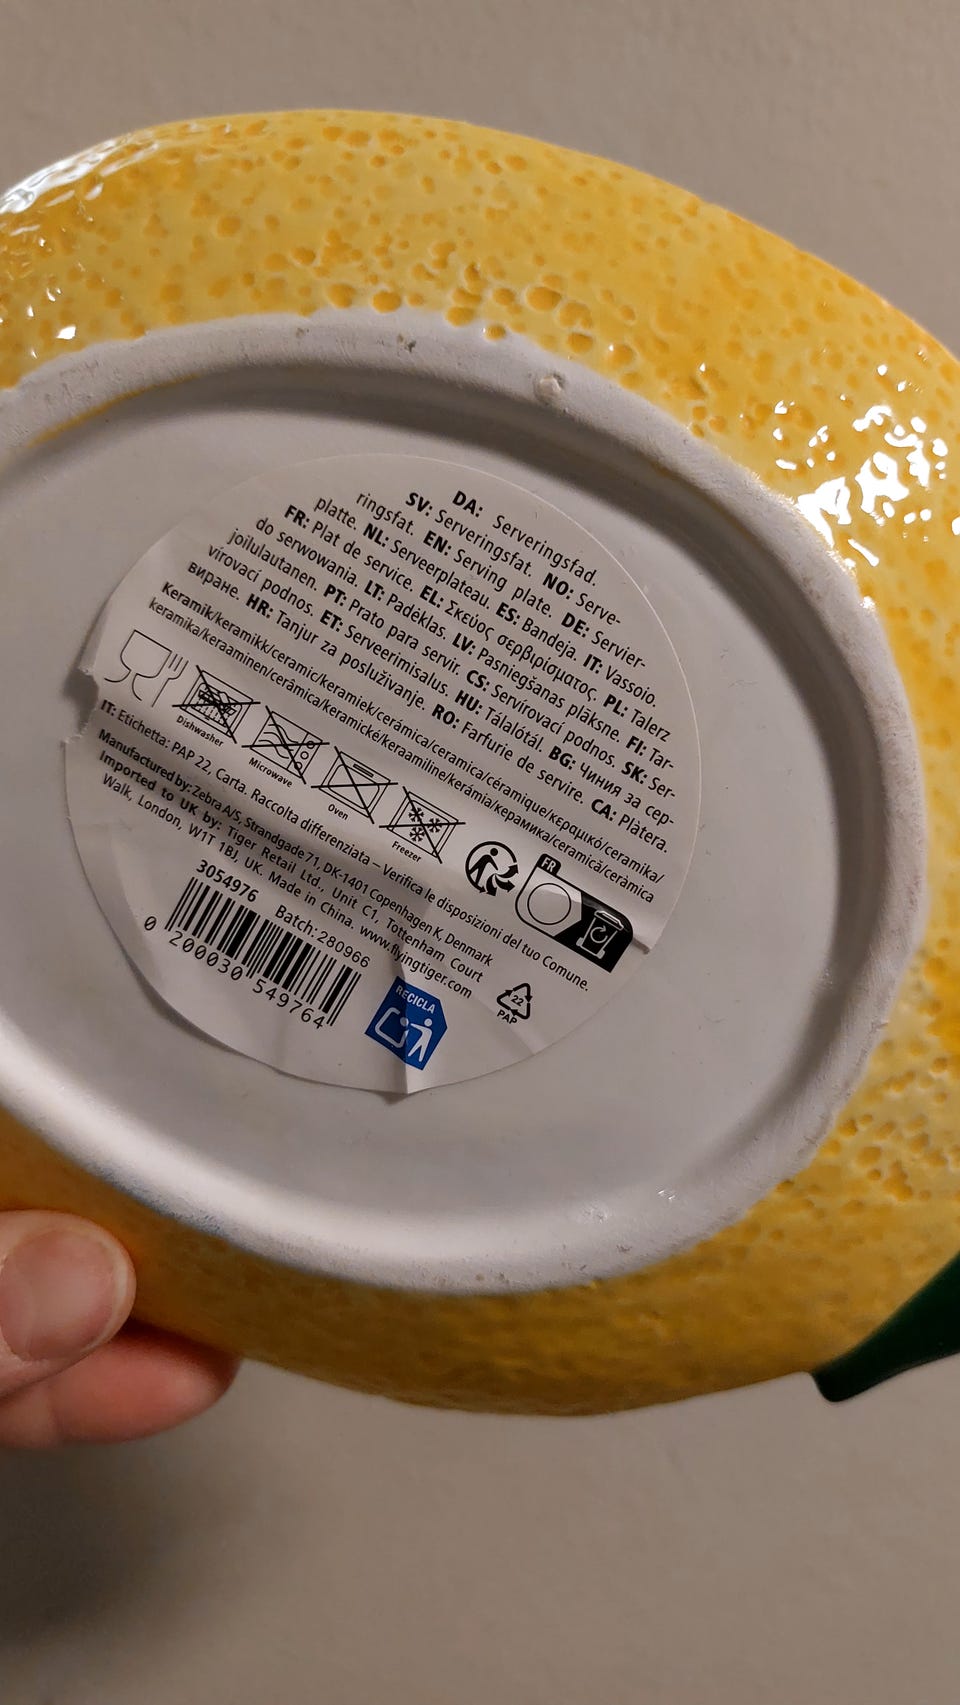 DA: Serveringsfad.
SV: Serveringsfat. NO: Serve-
ringsfat. EN: Serving plate. DE: Servier-
platte. NL: Serveerplateau. ES: Bandeja. IT: Vassoio.
FR: Plat de service. EL: Σκεύος σερβιρίσματος. PL: Talerz
do serwowania. LT: Padėklas. LV: Pasniegšanas plāksne. FI: Tar-
joilulautanen. PT: Prato para servir. CS: Servírovací podnos. SK: Ser-
vírovací podnos. ET: Serveerimisalus. HU: Tálalótál. BG: Чиния за сер-
виране. HR: Tanjur za posluživanje. RO: Farfurie de servire. CA: Plàtera.
Keramik/keramikk/ceramic/keramiek/cerámica/ceramica/céramique/κεραμικό/ceramika/
keramika/keraaminen/cerâmica/keramické/keraamilne/kerámia/керамика/ceramică/ceràmica
Dishwasher
Microwave
Oven
Freezer
FR
IT: Etichetta: PAP 22, Carta. Raccolta differenziata – Verifica le disposizioni del tuo Comune.
Manufactured by: Zebra A/S, Strandgade 71, DK-1401 Copenhagen K, Denmark
Imported to UK by: Tiger Retail Ltd., Unit C1, Tottenham Court
Walk, London, W1T 1BJ, UK. Made in China. www.flyingtiger.com
3054976 Batch: 280966
0 200030 549764
RECICLA
22
PAP